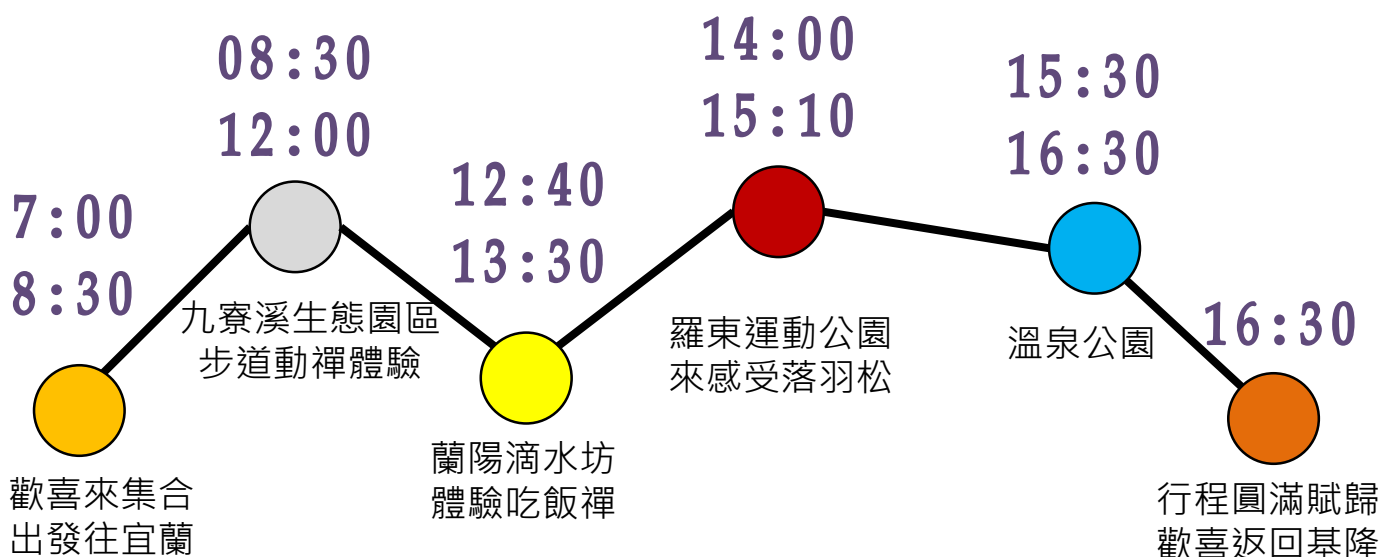 7:00
8:30
歡喜來集合
出發往宜蘭
08:30
12:00
九寮溪生態園區
步道動禪體驗
12:40
13:30
蘭陽滴水坊
體驗吃飯禪
14:00
15:10
羅東運動公園
來感受落羽松
15:30
16:30
溫泉公園
16:30
行程圓滿賦歸
歡喜返回基隆